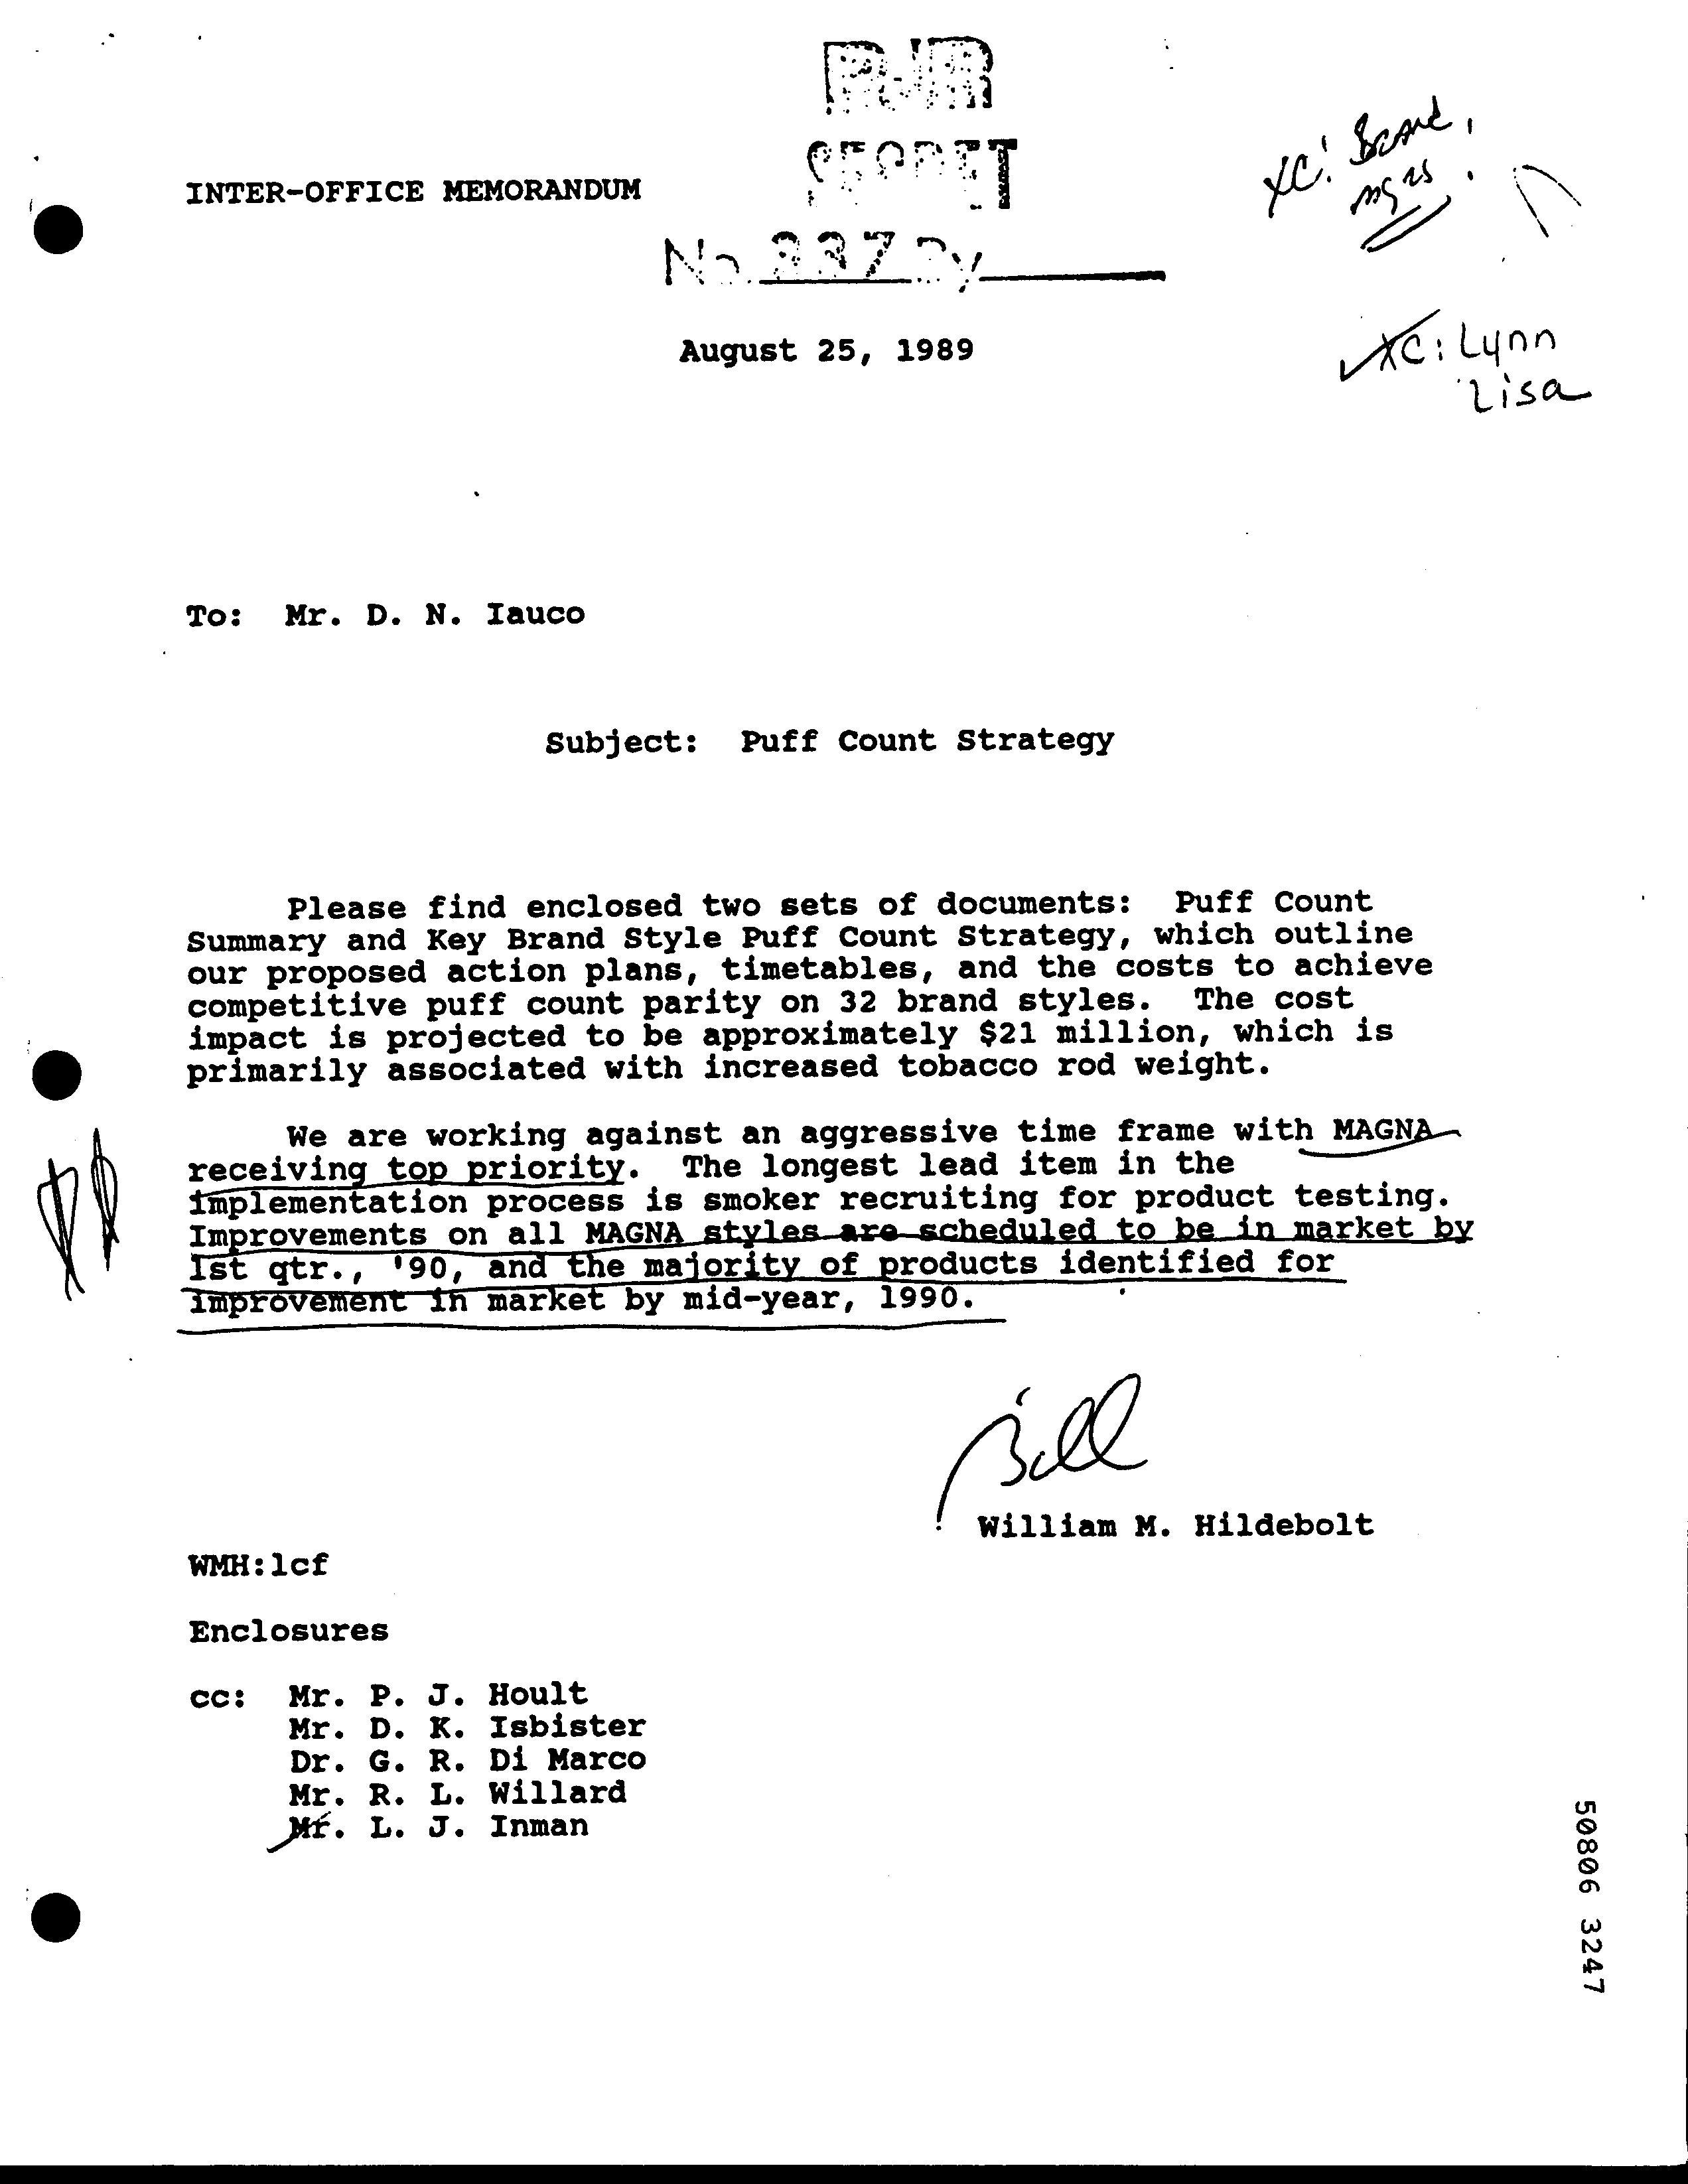 RJR
SECRET
No. 337 By
INTER-OFFICE MEMORANDUM
XC: Brand
mgrs.
August 25, 1989
XC: Lynn
Lisa
To: Mr. D. N. Iauco
Subject: Puff Count Strategy
Please find enclosed two sets of documents: Puff Count
Summary and Key Brand Style Puff Count Strategy, which outline
our proposed action plans, timetables, and the costs to achieve
competitive puff count parity on 32 brand styles. The cost
impact is projected to be approximately $21 million, which is
primarily associated with increased tobacco rod weight.
We are working against an aggressive time frame with MAGNA
receiving top priority. The longest lead item in the
implementation process is smoker recruiting for product testing.
Improvements on all MAGNA styles are scheduled to be in market by
1st qtr., '90, and the majority of products identified for
improvement in market by mid-year, 1990.
Bill
William M. Hildebolt
WMH:lcf
Enclosures
cc: Mr. P. J. Hoult
Mr. D. K. Isbister
Dr. G. R. Di Marco
Mr. R. L. Willard
Mr. L. J. Inman
50806 3247